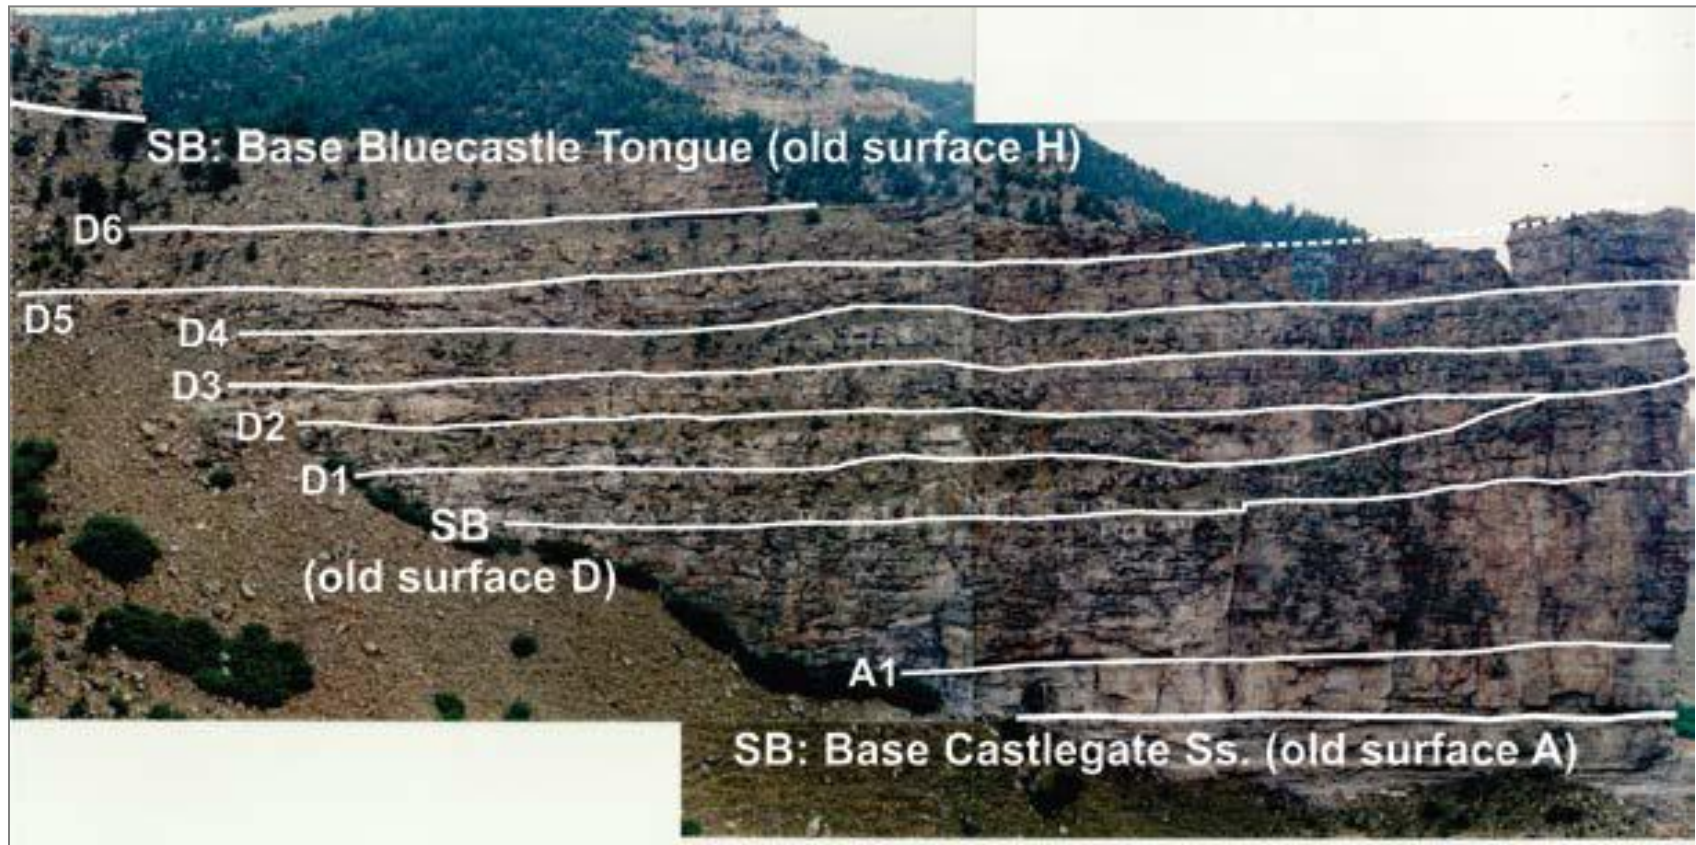 SB: Base Bluecastle Tongue (old surface H)
D6
D5
D4
D3
D2
D1
SB
(old surface D)
A1
SB: Base Castlegate Ss. (old surface A)